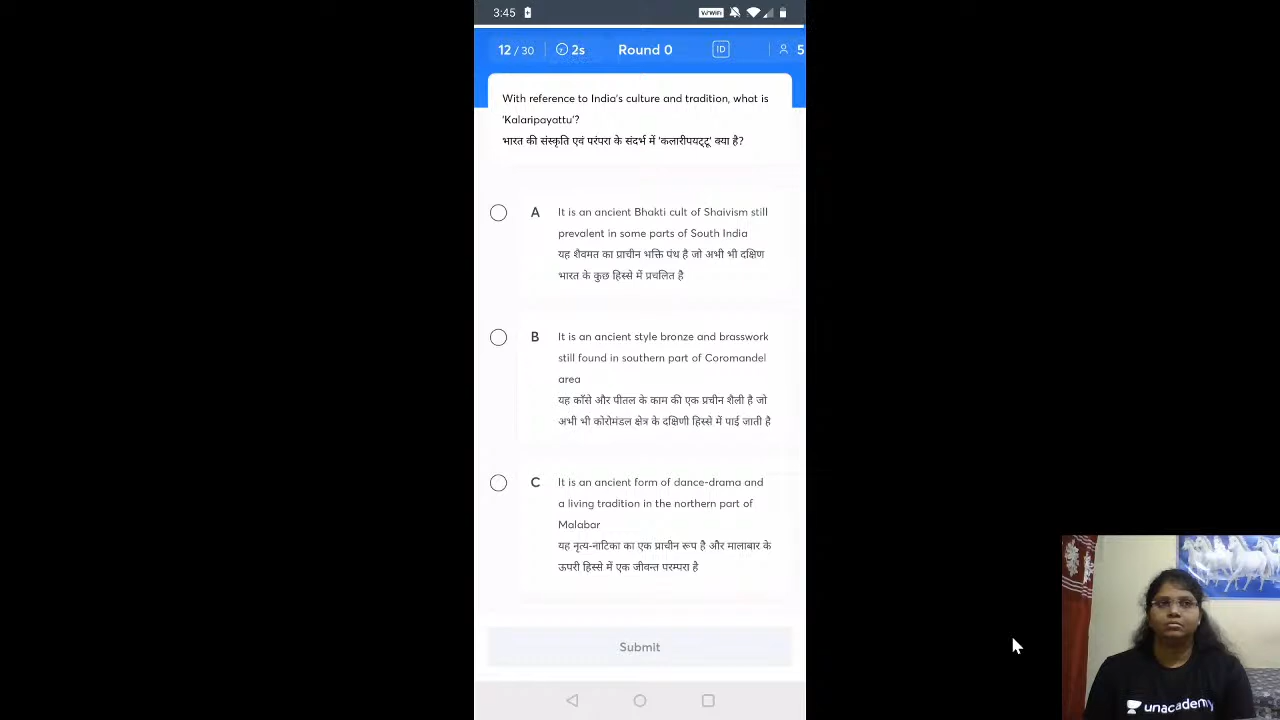 3:45
VoWiFi
12 / 30
2s
Round 0
ID
5
With reference to India's culture and tradition, what is
'Kalaripayattu'?
भारत की संस्कृति एवं परंपरा के संदर्भ में 'कलारीपयट्टू' क्या है?
A
It is an ancient Bhakti cult of Shaivism still
prevalent in some parts of South India
यह शैवमत का प्राचीन भक्ति पंथ है जो अभी भी दक्षिण
भारत के कुछ हिस्से में प्रचलित है
B
It is an ancient style bronze and brasswork
still found in southern part of Coromandel
area
यह काँसे और पीतल के काम की एक प्रचीन शैली है जो
अभी भी कोरोमंडल क्षेत्र के दक्षिणी हिस्से में पाई जाती है
C
It is an ancient form of dance-drama and
a living tradition in the northern part of
Malabar
यह नृत्य-नाटिका का एक प्राचीन रूप है और मालाबार के
ऊपरी हिस्से में एक जीवन्त परम्परा है
Submit
unacademy